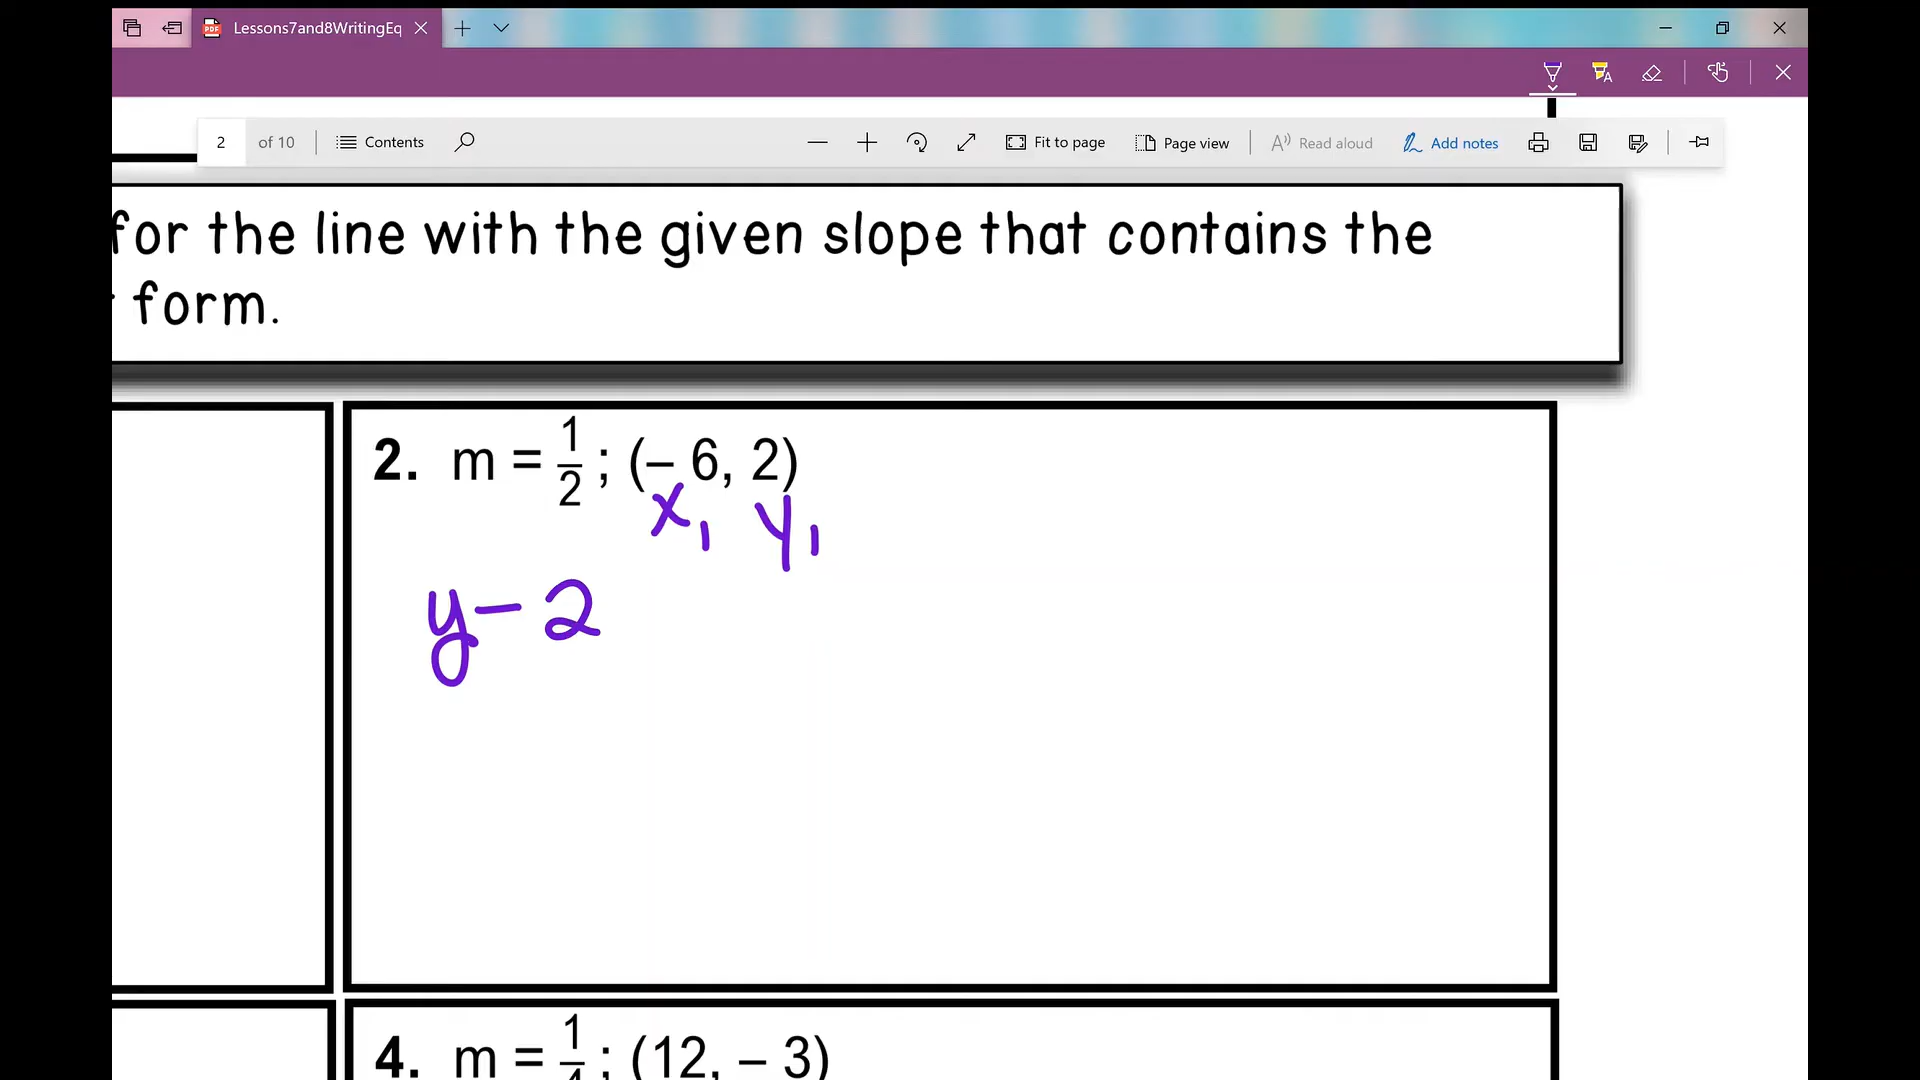 Lessons7and8WritingEq
2 of 10 Contents Fit to page Page view Read aloud Add notes
for the line with the given slope that contains the
form.
2. m = 1/2 ; (– 6, 2)
x₁ y₁
y – 2
4. m = 1/4 ; (12, – 3)